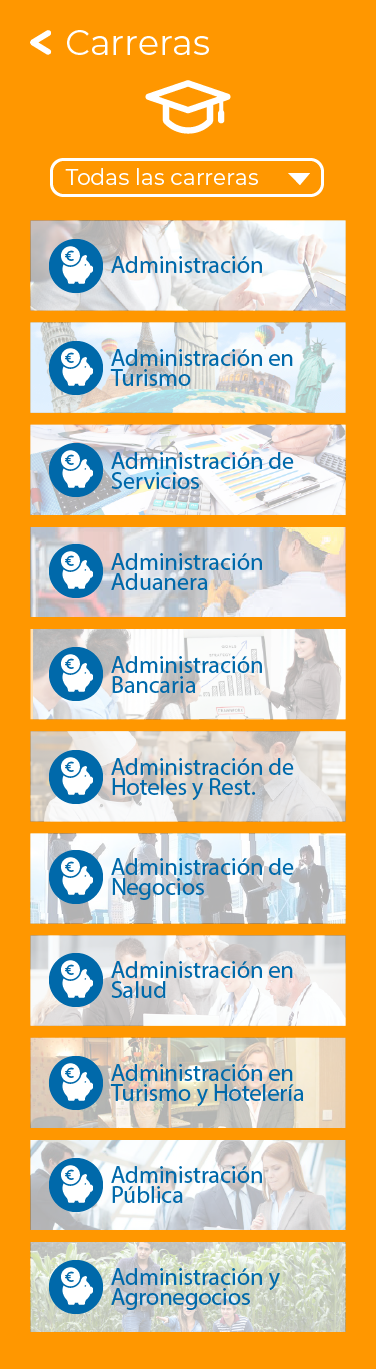 Carreras
Todas las carreras
Administración
Administración en
Turismo
Administración de
Servicios
Administración
Aduanera
Administración
Bancaria
Administración de
Hoteles y Rest.
Administración de
Negocios
Administración en
Salud
Administración en
Turismo y Hotelería
Administración
Pública
Administración y
Agronegocios